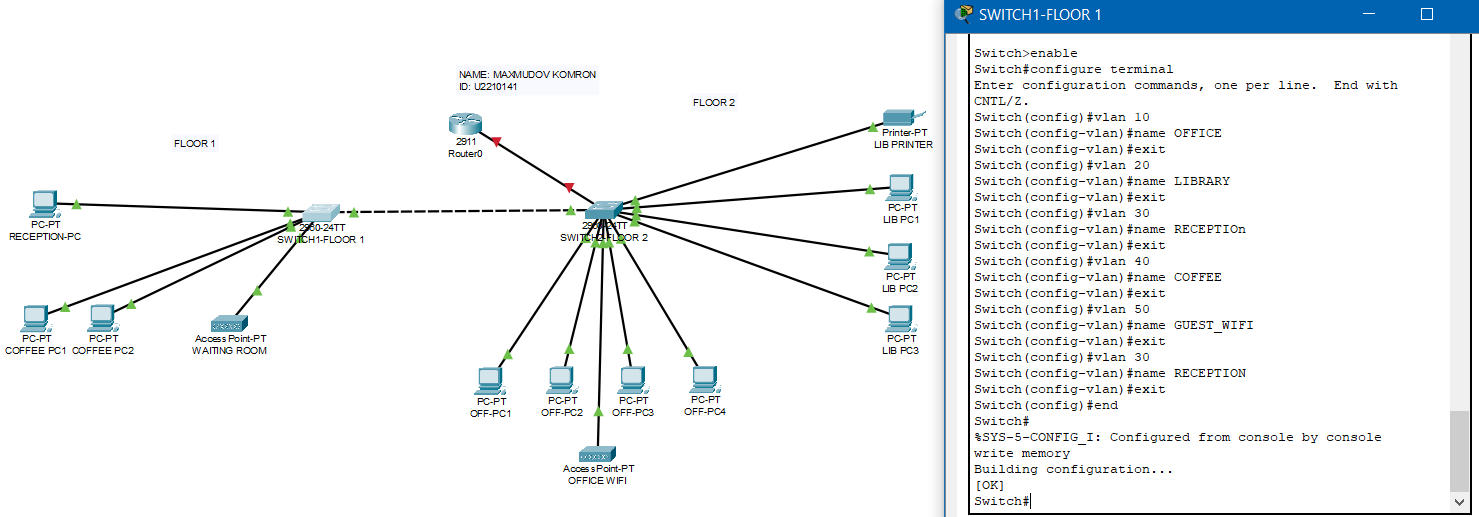 NAME: MAXMUDOV KOMRON
ID: U2210141
FLOOR 1
FLOOR 2
2911
Router0
Printer-PT
LIB PRINTER
PC-PT
RECEPTION-PC
2960-24TT
SWITCH1-FLOOR 1
2960-24TT
SWITCH2-FLOOR 2
PC-PT
LIB PC1
PC-PT
LIB PC2
PC-PT
COFFEE PC1
PC-PT
COFFEE PC2
Access Point-PT
WAITING ROOM
PC-PT
LIB PC3
PC-PT
OFF-PC1
PC-PT
OFF-PC2
PC-PT
OFF-PC3
PC-PT
OFF-PC4
Access Point-PT
OFFICE WIFI
SWITCH1-FLOOR 1
Switch>enable
Switch#configure terminal
Enter configuration commands, one per line.  End with
CNTL/Z.
Switch(config)#vlan 10
Switch(config-vlan)#name OFFICE
Switch(config-vlan)#exit
Switch(config)#vlan 20
Switch(config-vlan)#name LIBRARY
Switch(config-vlan)#exit
Switch(config)#vlan 30
Switch(config-vlan)#name RECEPTIOn
Switch(config-vlan)#exit
Switch(config)#vlan 40
Switch(config-vlan)#name COFFEE
Switch(config-vlan)#exit
Switch(config)#vlan 50
Switch(config-vlan)#name GUEST_WIFI
Switch(config-vlan)#exit
Switch(config)#vlan 30
Switch(config-vlan)#name RECEPTION
Switch(config-vlan)#exit
Switch(config)#end
Switch#
%SYS-5-CONFIG_I: Configured from console by console
write memory
Building configuration...
[OK]
Switch#